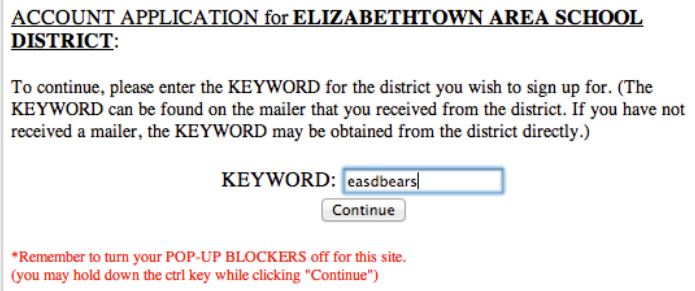 ACCOUNT APPLICATION for ELIZABETHTOWN AREA SCHOOL
DISTRICT:
To continue, please enter the KEYWORD for the district you wish to sign up for. (The
KEYWORD can be found on the mailer that you received from the district. If you have not
received a mailer, the KEYWORD may be obtained from the district directly.)
KEYWORD: easdbears
Continue
*Remember to turn your POP-UP BLOCKERS off for this site.
(you may hold down the ctrl key while clicking "Continue")